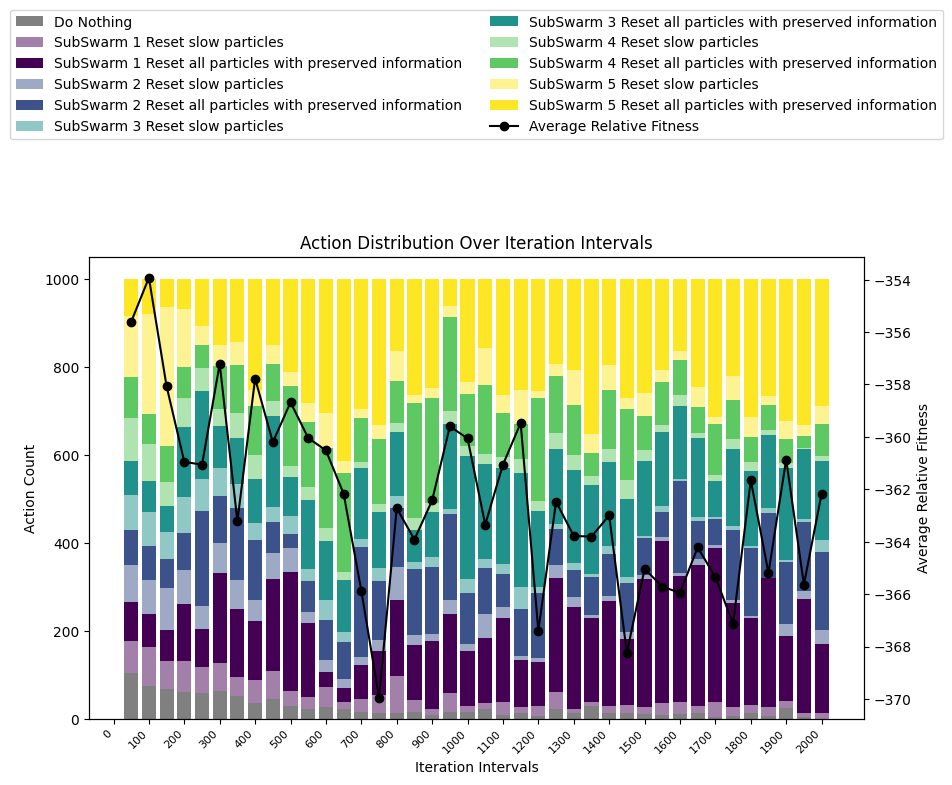 Do Nothing
SubSwarm 1 Reset slow particles
SubSwarm 1 Reset all particles with preserved information
SubSwarm 2 Reset slow particles
SubSwarm 2 Reset all particles with preserved information
SubSwarm 3 Reset slow particles
SubSwarm 3 Reset all particles with preserved information
SubSwarm 4 Reset slow particles
SubSwarm 4 Reset all particles with preserved information
SubSwarm 5 Reset slow particles
SubSwarm 5 Reset all particles with preserved information
Average Relative Fitness
Action Distribution Over Iteration Intervals
Action Count
1000
800
600
400
200
0
−354
−356
−358
−360
−362
−364
−366
−368
−370
Average Relative Fitness
0 100 200 300 400 500 600 700 800 900 1000 1100 1200 1300 1400 1500 1600 1700 1800 1900 2000
Iteration Intervals